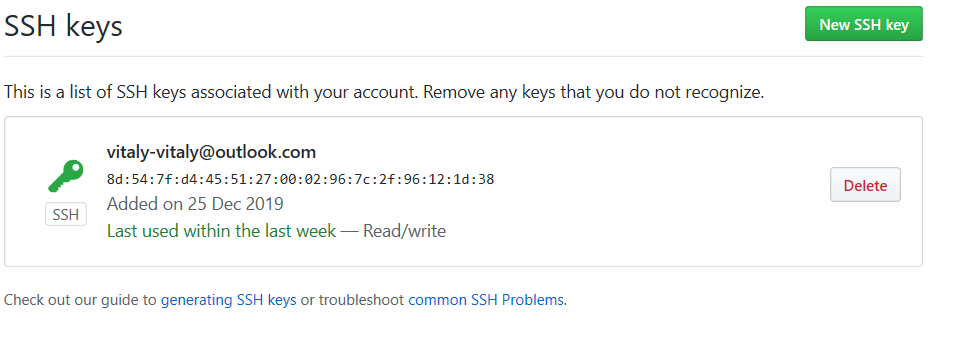 SSH keys
New SSH key
This is a list of SSH keys associated with your account. Remove any keys that you do not recognize.
vitaly-vitaly@outlook.com
8d:54:7f:d4:45:51:27:00:02:96:7c:2f:96:12:1d:38
SSH
Added on 25 Dec 2019
Last used within the last week — Read/write
Delete
Check out our guide to generating SSH keys or troubleshoot common SSH Problems.